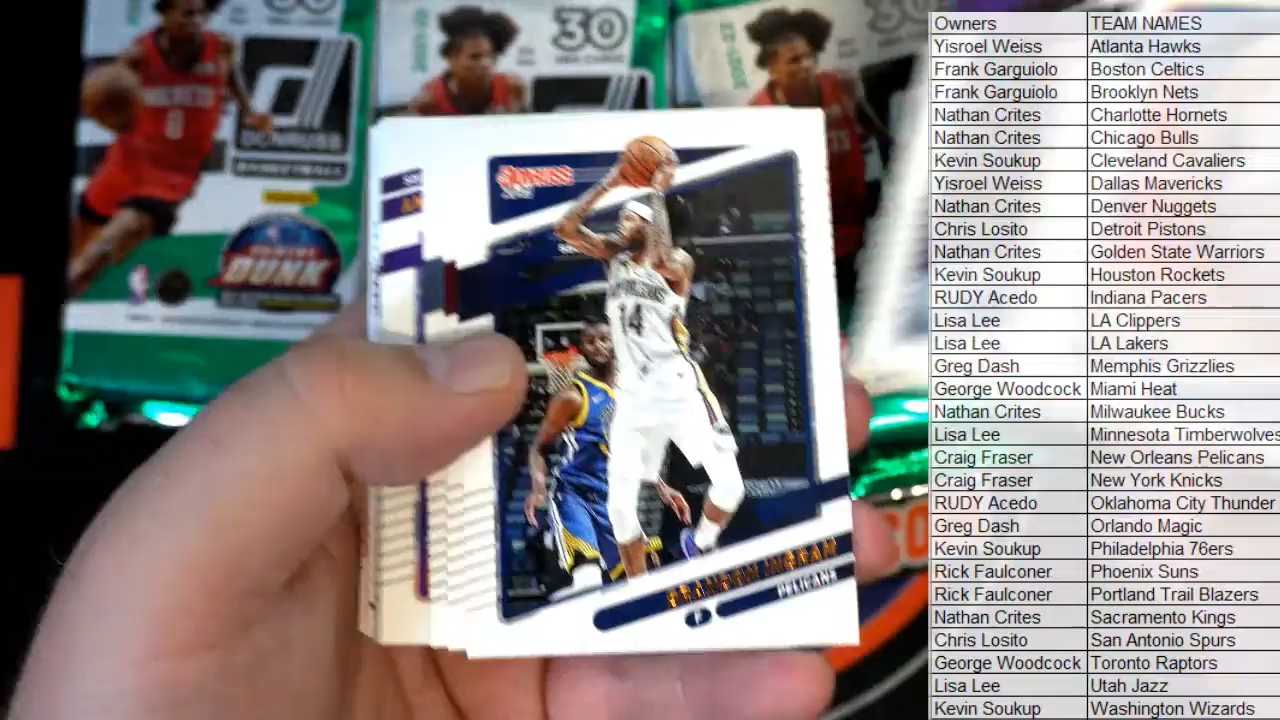 30
30
DONRUSS
BASKETBALL
DUNK
DONRUSS
14
BRANDON INGRAM
PELICANS
F
Owners TEAM NAMES
Yisroel Weiss Atlanta Hawks
Frank Garguiolo Boston Celtics
Frank Garguiolo Brooklyn Nets
Nathan Crites Charlotte Hornets
Nathan Crites Chicago Bulls
Kevin Soukup Cleveland Cavaliers
Yisroel Weiss Dallas Mavericks
Nathan Crites Denver Nuggets
Chris Losito Detroit Pistons
Nathan Crites Golden State Warriors
Kevin Soukup Houston Rockets
RUDY Acedo Indiana Pacers
Lisa Lee LA Clippers
Lisa Lee LA Lakers
Greg Dash Memphis Grizzlies
George Woodcock Miami Heat
Nathan Crites Milwaukee Bucks
Lisa Lee Minnesota Timberwolves
Craig Fraser New Orleans Pelicans
Craig Fraser New York Knicks
RUDY Acedo Oklahoma City Thunder
Greg Dash Orlando Magic
Kevin Soukup Philadelphia 76ers
Rick Faulconer Phoenix Suns
Rick Faulconer Portland Trail Blazers
Nathan Crites Sacramento Kings
Chris Losito San Antonio Spurs
George Woodcock Toronto Raptors
Lisa Lee Utah Jazz
Kevin Soukup Washington Wizards